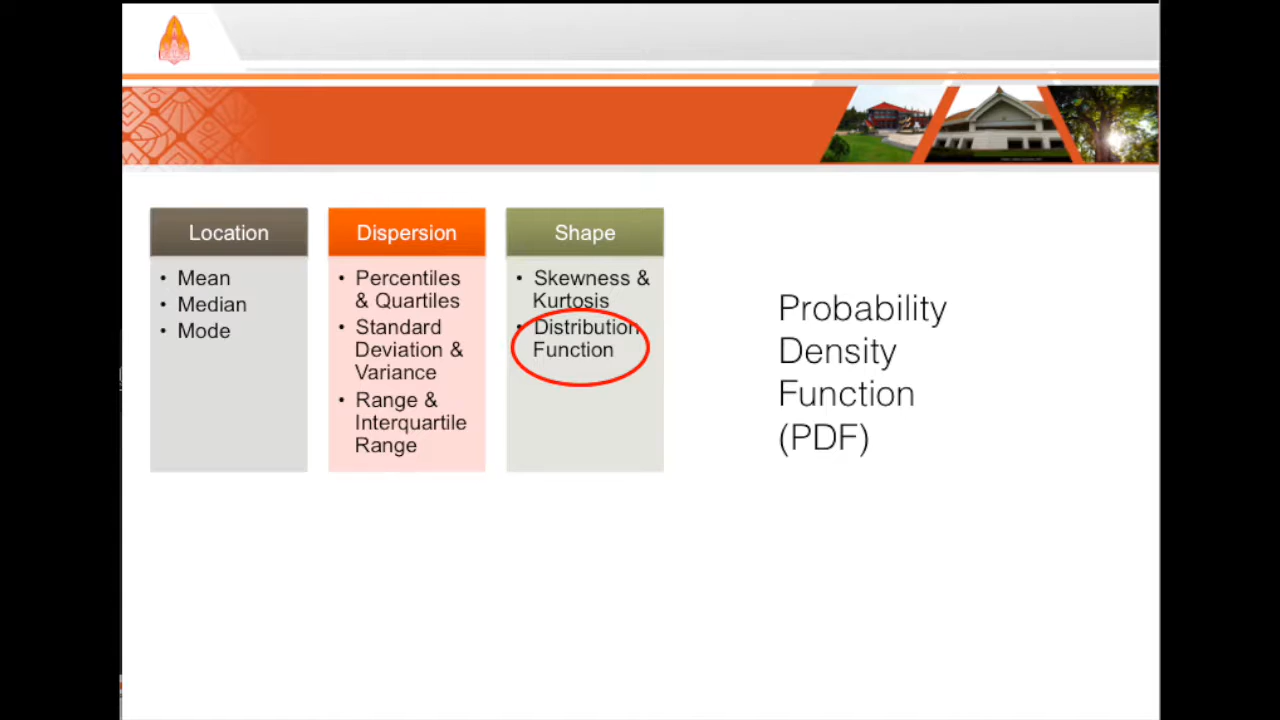 Location
• Mean
• Median
• Mode
Dispersion
• Percentiles
& Quartiles
• Standard
Deviation &
Variance
• Range &
Interquartile
Range
Shape
• Skewness &
Kurtosis
• Distribution
Function
Probability
Density
Function
(PDF)